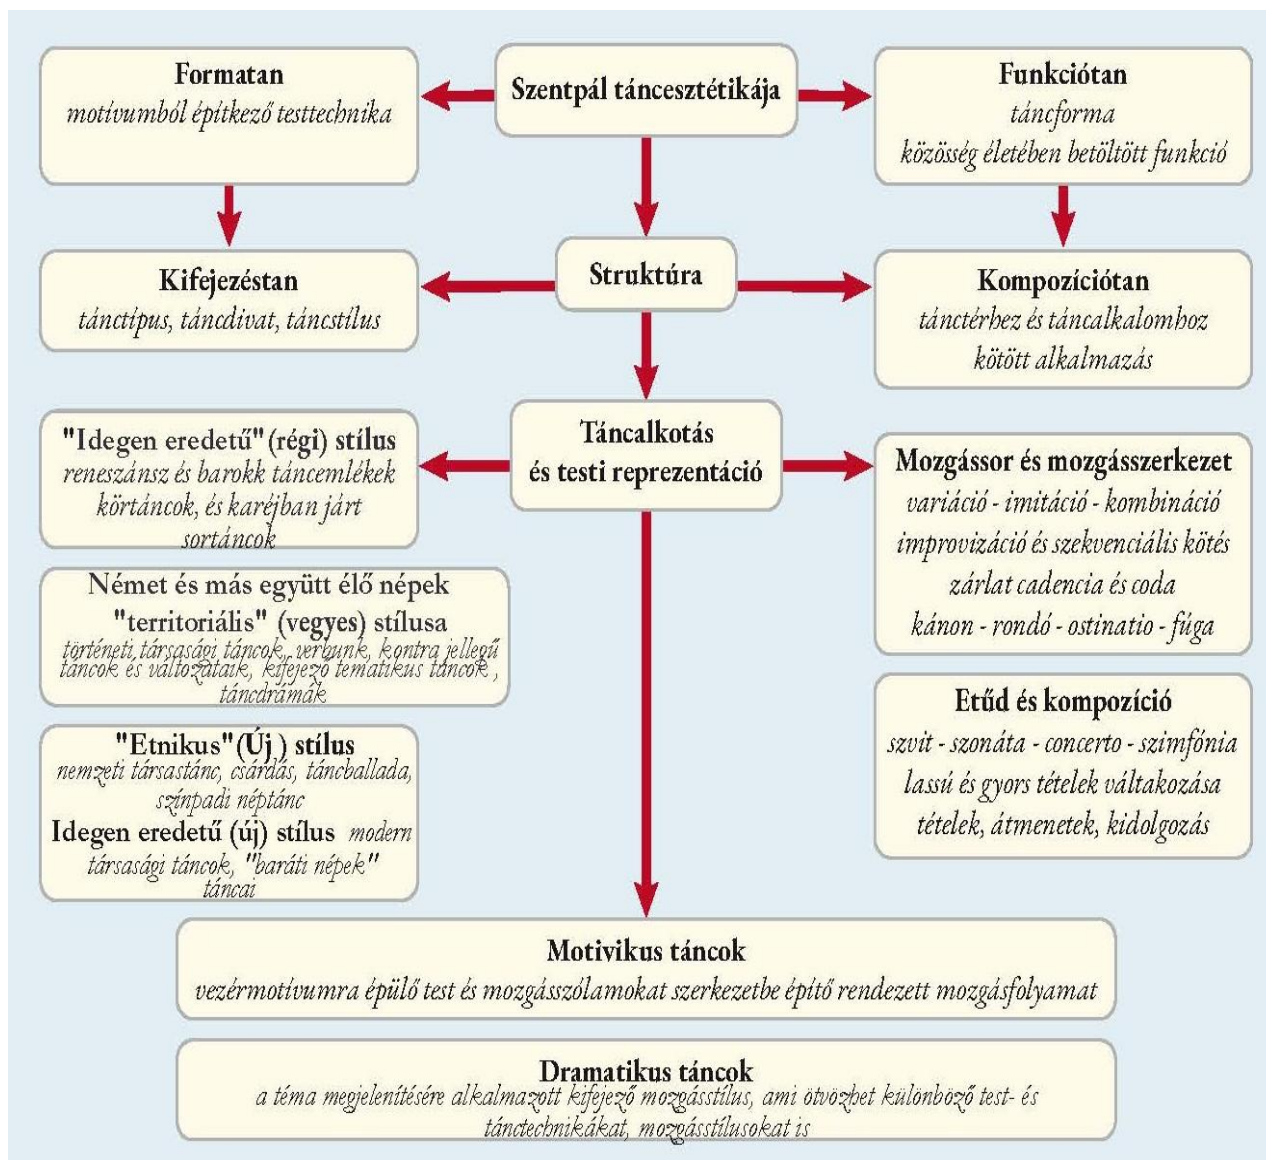 Formatan
motívumból építkező testtechnika
Szentpál táncesztétikája
Funkciótan
táncforma
közösség életében betöltött funkció
Kifejezéstan
tánctípus, táncdivat, táncstílus
Struktúra
Kompozíciótan
tánctérhez és táncalkalomhoz
kötött alkalmazás
"Idegen eredetű" (régi) stílus
reneszánsz és barokk táncemlékek
körtáncok, és karéjban járt
sortáncok
Táncalkotás
és testi reprezentáció
Mozgássor és mozgásszerkezet
variáció - imitáció - kombináció
improvizáció és szekvenciális kötés
zárlat cadencia és coda
kánon - rondó - ostinatio - fúga
Német és más együtt élő népek
"territoriális" (vegyes) stílusa
történeti társasági táncok, verbunk, kontra jellegű
táncok és változataik, kifejező tematikus táncok ,
táncdrámák
Etűd és kompozíció
szvit - szonáta - concerto - szimfónia
lassú és gyors tételek váltakozása
tételek, átmenetek, kidolgozás
"Etnikus" (Új ) stílus
nemzeti társastánc, csárdás, táncballada,
színpadi néptánc
Idegen eredetű (új) stílus modern
társasági táncok, "baráti népek"
táncai
Motivikus táncok
vezérmotívumra épülő test és mozgásszólamokat szerkezetbe építő rendezett mozgásfolyamat
Dramatikus táncok
a téma megjelenítésére alkalmazott kifejező mozgásstílus, ami ötvözhet különböző test- és
tánctechnikákat, mozgásstílusokat is